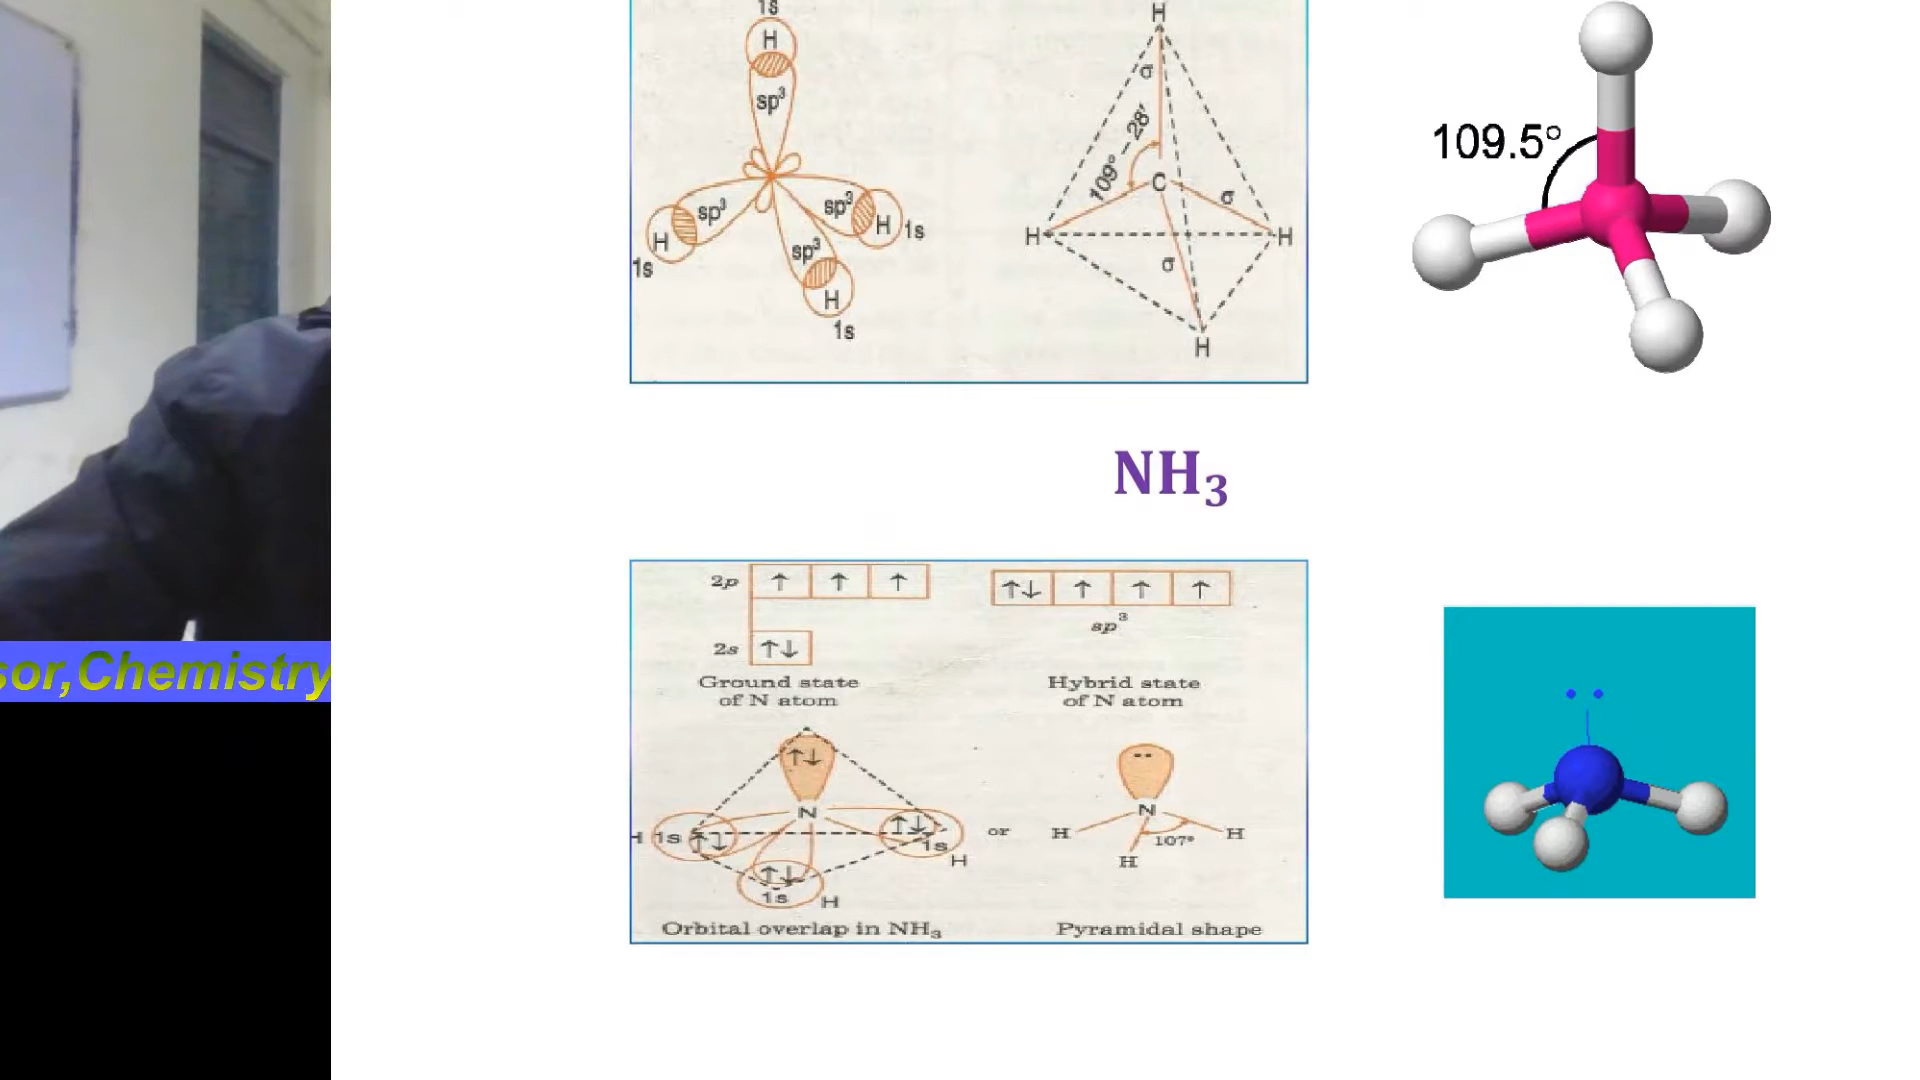 1s
H
sp³
sp³
sp³
sp³
H
1s
H
1s
H
1s
H
σ
109° – 28'
C
σ
H
H
σ
H
109.5°
NH₃
2p ↑ ↑ ↑
2s ↑↓
Ground state
of N atom
↑↓ ↑ ↑ ↑
sp³
Hybrid state
of N atom
↑↓
N
H 1s ↑↓
↑↓
1s
H
↑↓
1s
H
Orbital overlap in NH₃
or
N
H
H
107°
H
Pyramidal shape
sor,Chemistry